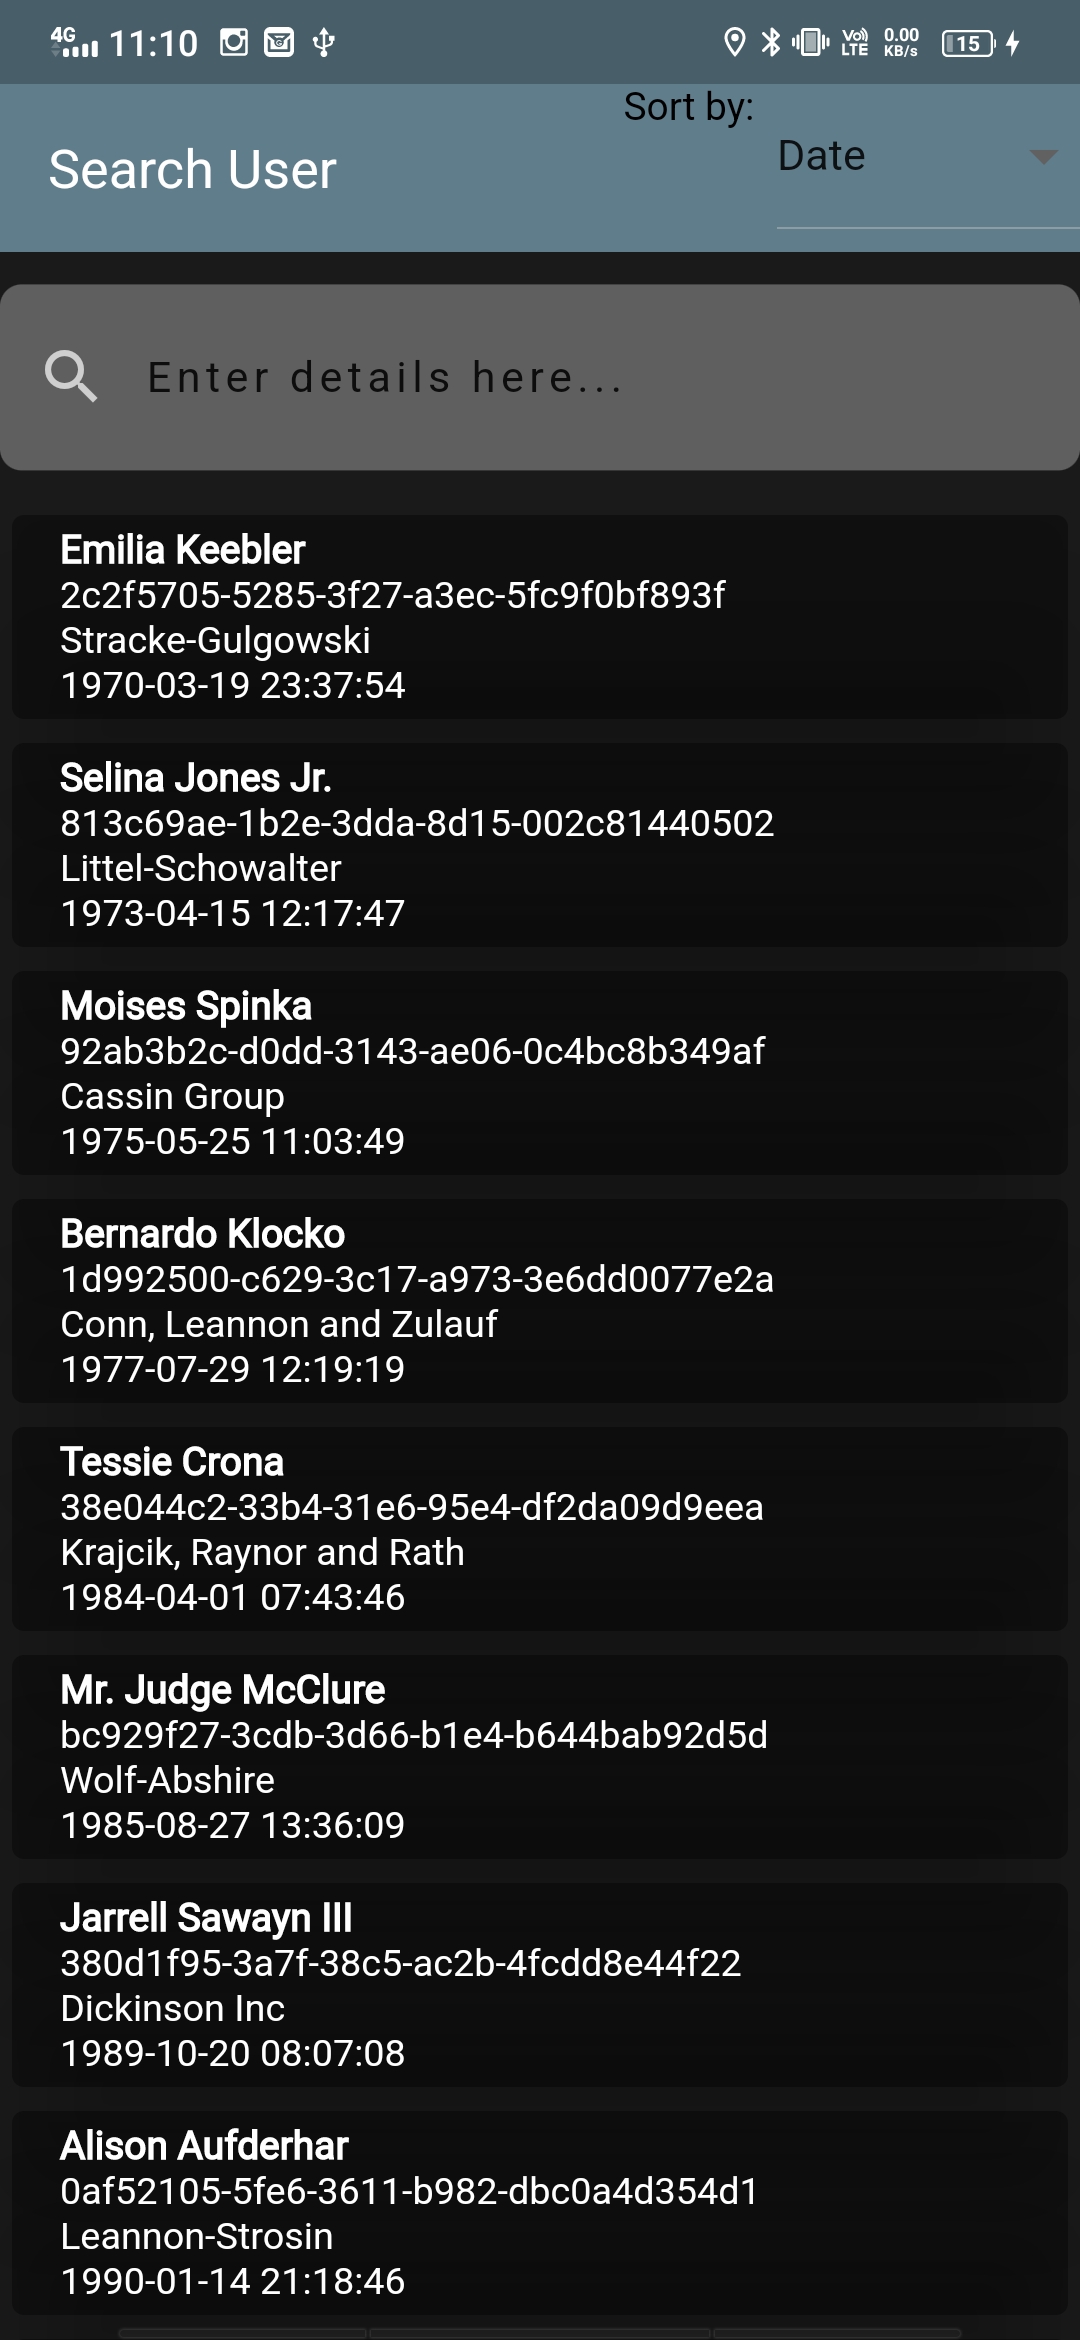 4G 11:10 Vo) LTE 0.00 KB/s 15
Sort by:
Search User
Date
Enter details here...
Emilia Keebler
2c2f5705-5285-3f27-a3ec-5fc9f0bf893f
Stracke-Gulgowski
1970-03-19 23:37:54
Selina Jones Jr.
813c69ae-1b2e-3dda-8d15-002c81440502
Littel-Schowalter
1973-04-15 12:17:47
Moises Spinka
92ab3b2c-d0dd-3143-ae06-0c4bc8b349af
Cassin Group
1975-05-25 11:03:49
Bernardo Klocko
1d992500-c629-3c17-a973-3e6dd0077e2a
Conn, Leannon and Zulauf
1977-07-29 12:19:19
Tessie Crona
38e044c2-33b4-31e6-95e4-df2da09d9eea
Krajcik, Raynor and Rath
1984-04-01 07:43:46
Mr. Judge McClure
bc929f27-3cdb-3d66-b1e4-b644bab92d5d
Wolf-Abshire
1985-08-27 13:36:09
Jarrell Sawayn III
380d1f95-3a7f-38c5-ac2b-4fcdd8e44f22
Dickinson Inc
1989-10-20 08:07:08
Alison Aufderhar
0af52105-5fe6-3611-b982-dbc0a4d354d1
Leannon-Strosin
1990-01-14 21:18:46